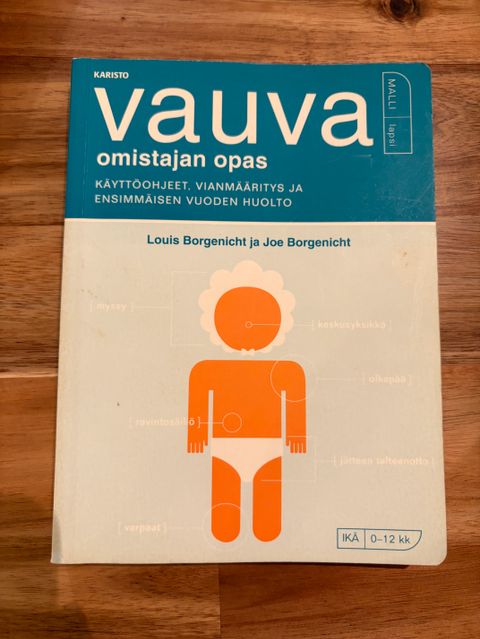 KARISTO
vauva
omistajan opas
KÄYTTÖOHJEET, VIANMÄÄRITYS JA
ENSIMMÄISEN VUODEN HUOLTO
MALLI
lapsi
Louis Borgenicht ja Joe Borgenicht
[ myssy ]
[ keskusyksikkö ]
[ olkapää ]
[ ravintosäiliö ]
[ jätteen talteenotto ]
[ varpaat ]
IKÄ 0–12 kk